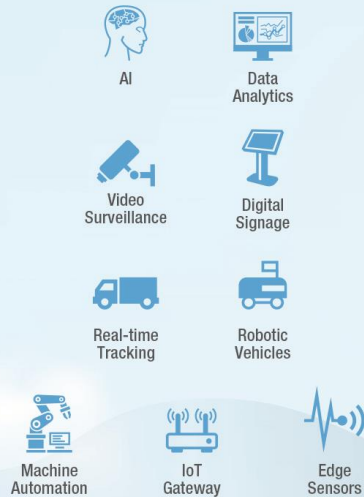 AI
Data
Analytics
Video
Surveillance
Digital
Signage
Real-time
Tracking
Robotic
Vehicles
Machine
Automation
IoT
Gateway
Edge
Sensors